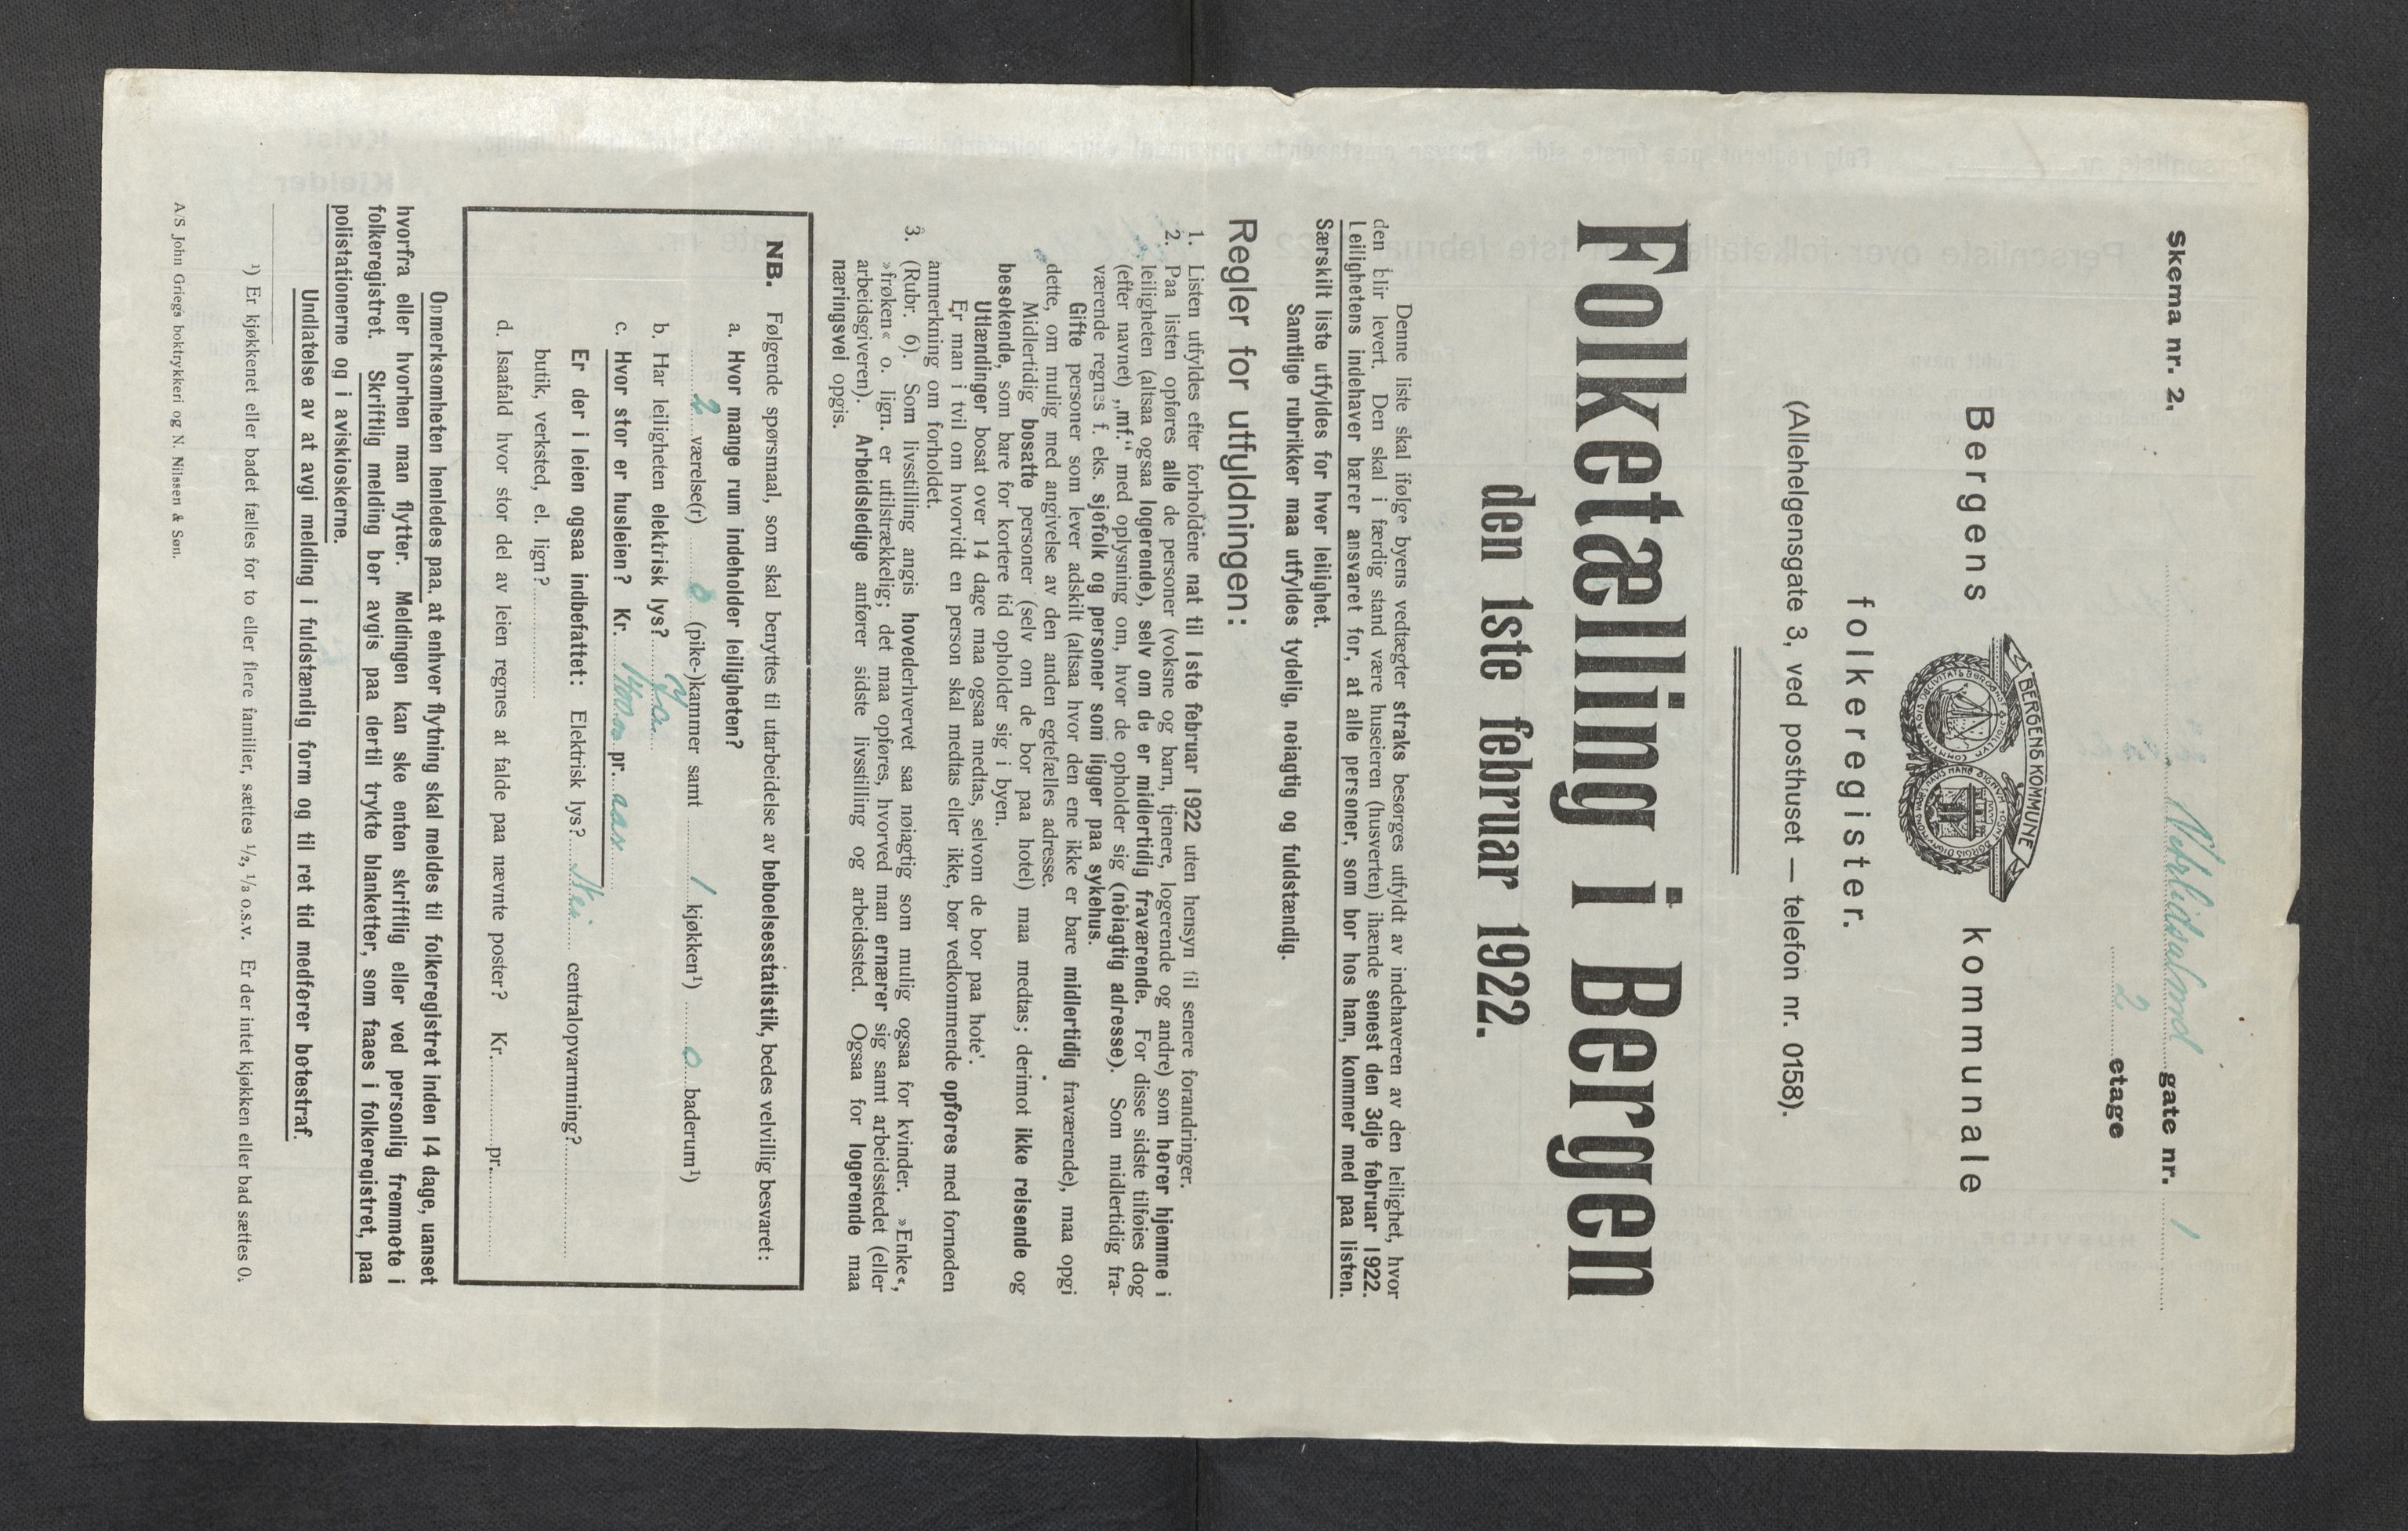 Skema nr. 2,
gate nr. 1
2 etage
BERGENS KOMMUNE
Bergens kommunale
folkeregister.
(Allehelgensgate 3, ved posthuset — telefon nr. 0158).
Folketælling i Bergen
den 1ste februar 1922.
Denne liste skal ifølge byens vedtægter straks besørges utfyldt av indehaveren av den leilighet, hvor
den blir levert. Den skal i færdig stand være huseieren (husverten) ihænde senest den 3dje februar 1922.
Leilighetens indehaver bærer ansvaret for, at alle personer, som bor hos ham, kommer med paa listen.
Særskilt liste utfyldes for hver leilighet.
Samtlige rubrikker maa utfyldes tydelig, nøiagtig og fuldstændig.
Regler for utfyldningen:
1. Listen utfyldes efter forholdene nat til 1ste februar 1922 uten hensyn til senere forandringer.
2. Paa listen opføres alle de personer (voksne og barn, tjenere, logerende og andre) som hører hjemme i
leiligheten (altsaa ogsaa logerende), selv om de er midlertidig fraværende. For disse sidste tilføies dog
(efter navnet) „mf.“ med oplysning om, hvor de opholder sig (nøiagtig adresse). Som midlertidig fra-
værende regnes f. eks. sjøfolk og personer som ligger paa sykehus.
Gifte personer som lever adskilt (altsaa hvor den ene ikke er bare midlertidig fraværende), maa opgi
dette, om mulig med angivelse av den anden egtefælles adresse.
Midlertidig bosatte personer (selv om de bor paa hotel) maa medtas; derimot ikke reisende og
besøkende, som bare for kortere tid opholder sig i byen.
Utlændinger bosat over 14 dage maa ogsaa medtas, selvom de bor paa hote'.
Er man i tvil om hvorvidt en person skal medtas eller ikke, bør vedkommende opføres med fornøden
anmerkning om forholdet.
3. (Rubr. 6). Som livsstilling angis hovederhvervet saa nøiagtig som mulig ogsaa for kvinder. »Enke«,
»frøken« o. lign. er utilstrækkelig; det maa opføres, hvorved man ernærer sig samt arbeidsstedet (eller
arbeidsgiveren). Arbeidsledige anfører sidste livsstilling og arbeidssted. Ogsaa for logerende maa
næringsvei opgis.
NB. Følgende spørsmaal, som skal benyttes til utarbeidelse av beboelsesstatistik, bedes velvillig besvaret:
a. Hvor mange rum indeholder leiligheten?
2 værelse(r) 0 (pike-)kammer samt 1 kjøkken¹) 0 baderum¹)
b. Har leiligheten elektrisk lys? Ja
c. Hvor stor er husleien? Kr. pr. aar
Er der i leien ogsaa indbefattet: Elektrisk lys? Nei centralopvarmning?
butik, verksted, el. lign?
d. Isaafald hvor stor del av leien regnes at falde paa nævnte poster? Kr. pr.
Opmerksomheten henledes paa, at enhver flytning skal meldes til folkeregistret inden 14 dage, uanset
hvorfra eller hvorhen man flytter. Meldingen kan ske enten skriftlig eller ved personlig fremmøte i
folkeregistret. Skriftlig melding bør avgis paa dertil trykte blanketter, som faaes i folkeregistret, paa
polistationerne og i aviskioskerne.
Undlatelse av at avgi melding i fuldstændig form og til ret tid medfører bøtestraf.
¹) Er kjøkkenet eller badet fælles for to eller flere familier, sættes ¹/₂, ¹/₃ o.s.v. Er der intet kjøkken eller bad sættes 0.
A/S John Griegs boktrykkeri og N. Nilssen & Søn.